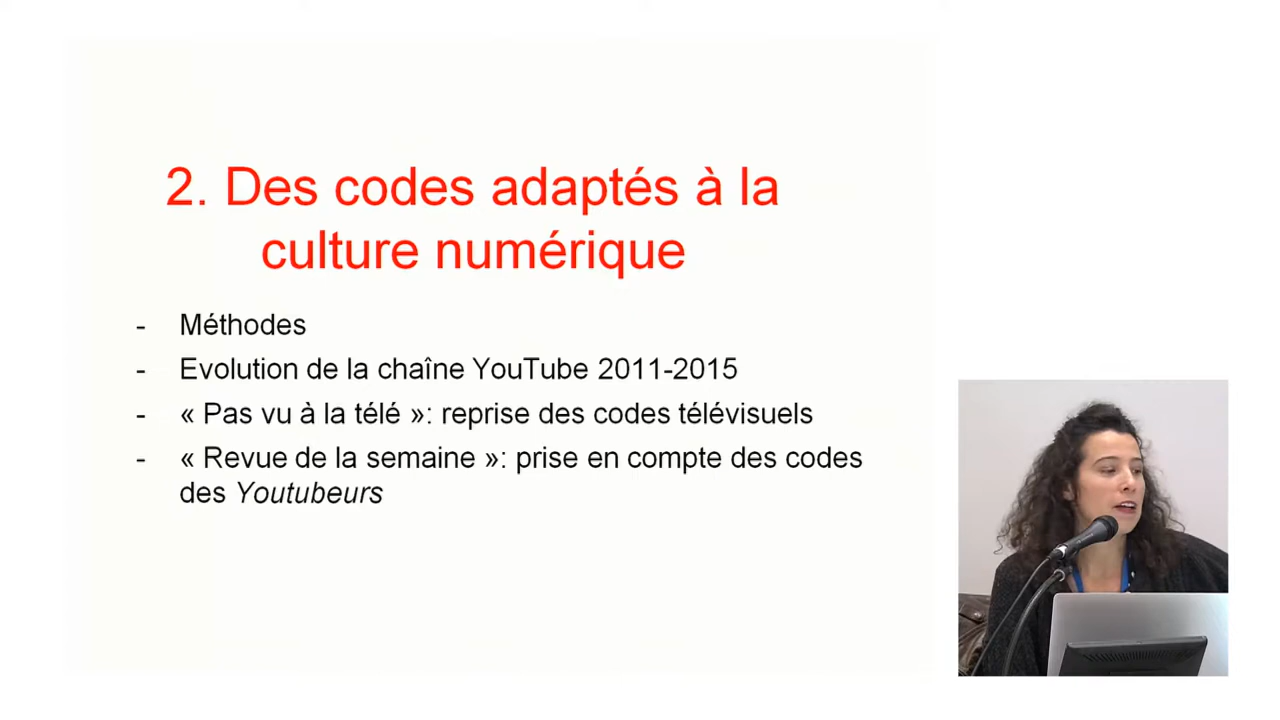 2. Des codes adaptés à la
culture numérique
- Méthodes
- Evolution de la chaîne YouTube 2011-2015
- « Pas vu à la télé »: reprise des codes télévisuels
- « Revue de la semaine »: prise en compte des codes
des Youtubeurs